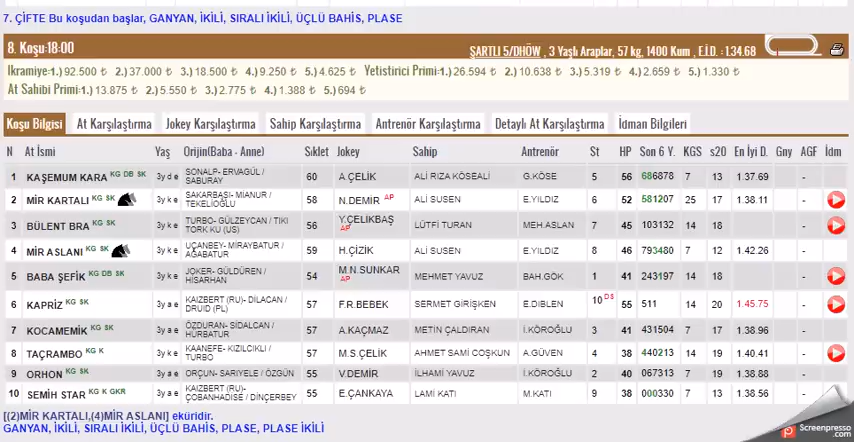 7. ÇİFTE Bu koşudan başlar, GANYAN, İKİLİ, SIRALI İKİLİ, ÜÇLÜ BAHİS, PLASE
8. Koşu:18:00 ŞARTLI 5/DHÖW , 3 Yaşlı Araplar, 57 kg, 1400 Kum , E.İ.D. : 1.34.68
Ikramiye:1.) 92.500 ₺ 2.) 37.000 ₺ 3.) 18.500 ₺ 4.) 9.250 ₺ 5.) 4.625 ₺ Yetistirici Primi:1.) 26.594 ₺ 2.) 10.638 ₺ 3.) 5.319 ₺ 4.) 2.659 ₺ 5.) 1.330 ₺
At Sahibi Primi:1.) 13.875 ₺ 2.) 5.550 ₺ 3.) 2.775 ₺ 4.) 1.388 ₺ 5.) 694 ₺
Koşu Bilgisi At Karşılaştırma Jokey Karşılaştırma Sahip Karşılaştırma Antrenör Karşılaştırma Detaylı At Karşılaştırma İdman Bilgileri
N At İsmi Yaş Orijin(Baba - Anne) Sıklet Jokey Sahip Antrenör St HP Son 6 Y. KGS s20 En İyi D. Gny AGF İdm
1 KAŞEMUM KARA KG DB SK 3y d e SONALP- ERVAGÜL / SABURAY 60 A.ÇELİK ALİ RIZA KÖSEALİ G.KÖSE 5 56 686878 7 13 1.37.69 -
2 MİR KARTALI KG SK 3y k e SAKARBAŞI- MİANUR / TEKELİOĞLU 58 N.DEMİR AP ALİ SUSEN E.YILDIZ 6 52 581207 25 17 1.38.11 -
3 BÜLENT BRA KG SK 3y k e TURBO- GÜLZEYCAN / TIKI TORK KU (US) 56 Y.ÇELİKBAŞ AP LÜTFİ TURAN MEH.ASLAN 7 45 103132 14 18 -
4 MİR ASLANI KG SK 3y k e UÇANBEY- MİRAYBATUR / AĞABATUR 59 H.ÇİZİK ALİ SUSEN E.YILDIZ 8 46 793480 7 12 1.42.26 -
5 BABA ŞEFİK KG DB SK 3y k e JOKER- GÜLDÜREN / HİSARHAN 54 M.N.SUNKAR AP MEHMET YAVUZ BAH.GÖK 1 41 243197 14 18 -
6 KAPRİZ KG SK 3y a e KAIZBERT (RU)- DİLACAN / DRUID (PL) 57 F.R.BEBEK SERMET GİRİŞKEN E.DIBLEN 10 DS 55 511 14 20 1.45.75 -
7 KOCAMEMİK KG SK 3y a e ÖZDURAN- SİDALCAN / HÜRBATUR 57 A.KAÇMAZ METİN ÇALDIRAN İ.KÖROĞLU 3 41 431504 7 17 1.38.96 -
8 TAÇRAMBO KG K 3y k e KAANEFE- KIZILCIKLI / TURBO 57 M.S.ÇELİK AHMET SAMİ COŞKUN A.GÜVEN 4 38 440213 14 19 1.40.41 -
9 ORHON KG SK 3y a e ORÇUN- SARIYELE / ÖZGÜN 55 V.DEMİR İLHAMİ YAVUZ İ.KÖROĞLU 2 40 067313 7 19 1.38.88 -
10 SEMİH STAR KG K GKR 3y a e KAIZBERT (RU)- ÇOBANHADİSE / DİNÇERBEY 55 E.ÇANKAYA LAMİ KATI M.KATI 9 38 000330 7 13 1.38.56 -
[(2)MİR KARTALI,(4)MİR ASLANI] eküridir.
GANYAN, İKİLİ, SIRALI İKİLİ, ÜÇLÜ BAHİS, PLASE, PLASE İKİLİ
Screenpresso